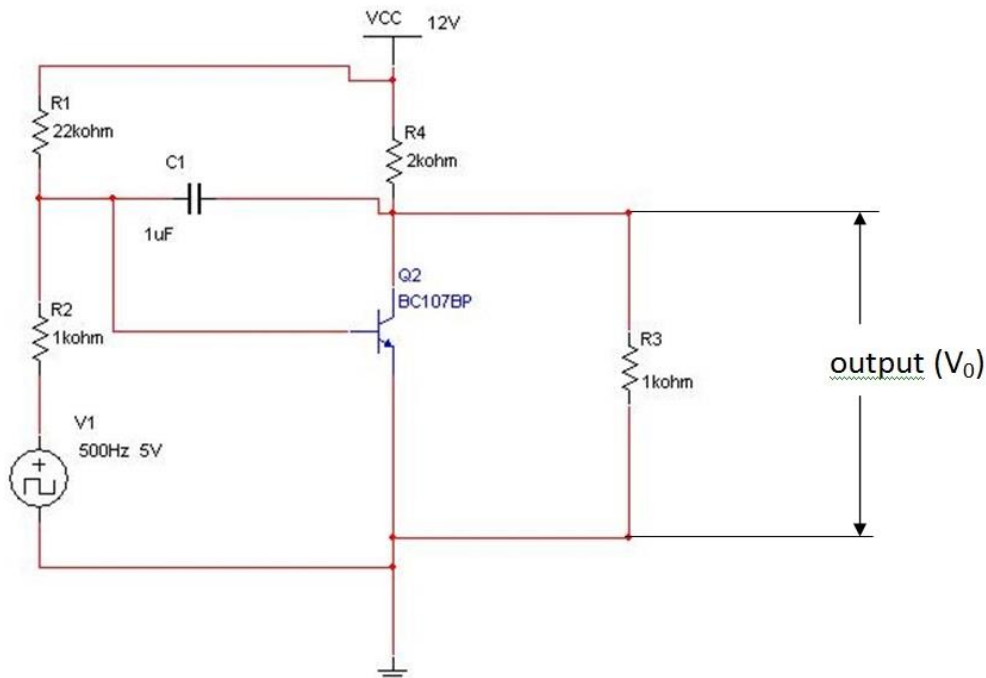 VCC 12V
R1
22kohm
R4
2kohm
C1
1uF
Q2
BC107BP
R2
1kohm
R3
1kohm
output (V₀)
V1
500Hz 5V